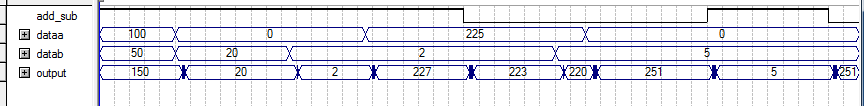 add_sub
dataa 100 0 225 0
datab 50 20 2 5
output 150 20 2 227 223 220 251 5 251